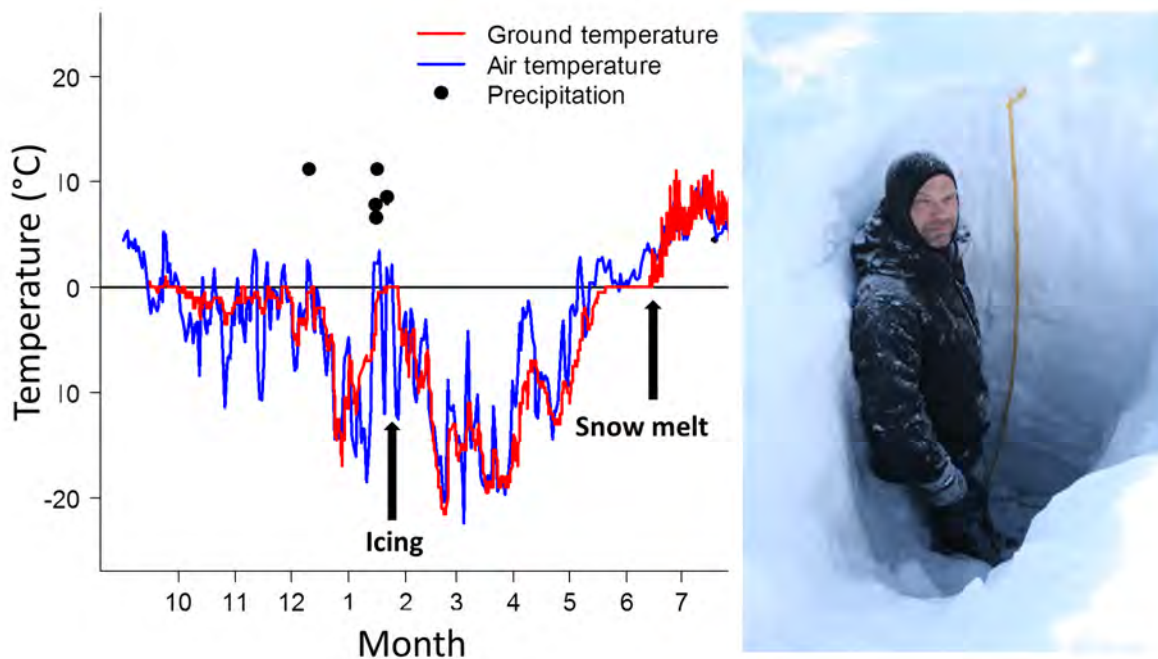 Ground temperature
Air temperature
Precipitation
Temperature (°C)
20
10
0
10
-20
Icing
Snow melt
10 11 12 1 2 3 4 5 6 7
Month